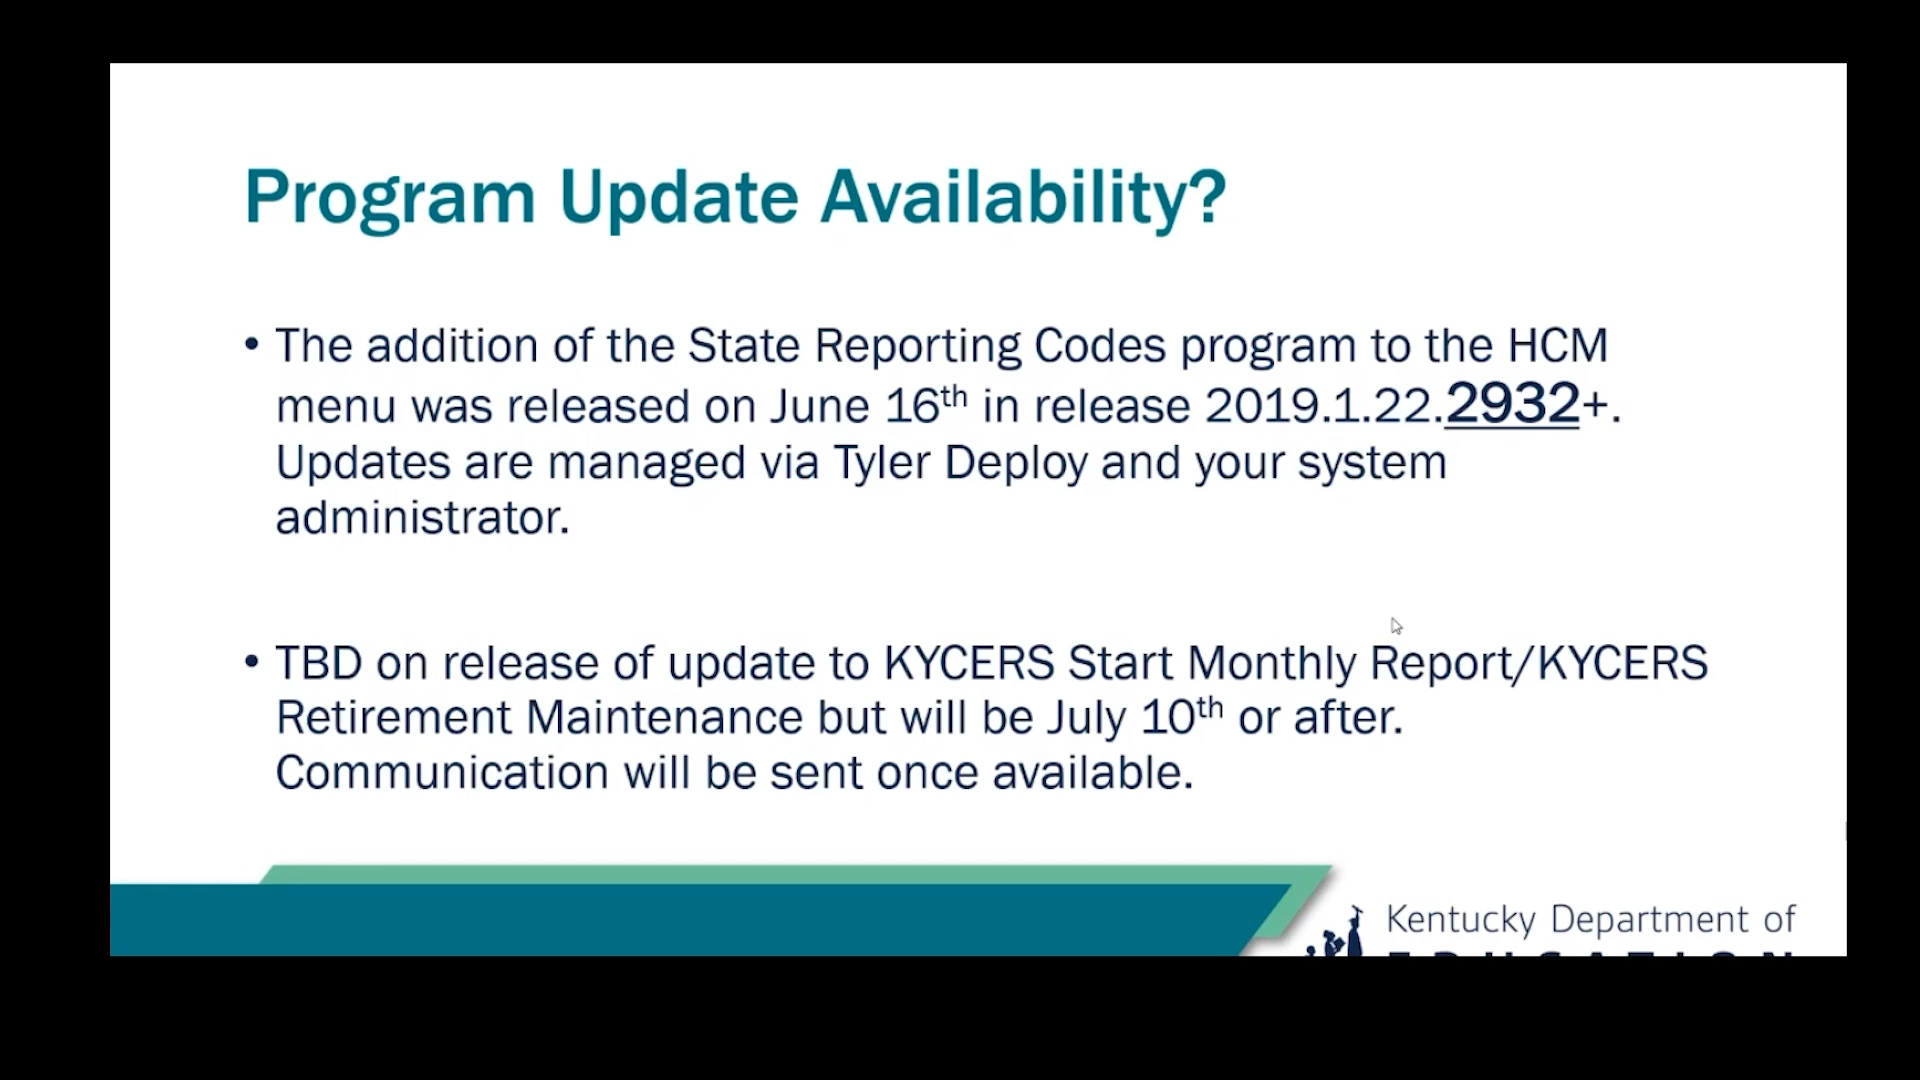 Program Update Availability?
• The addition of the State Reporting Codes program to the HCM
menu was released on June 16th in release 2019.1.22.2932+.
Updates are managed via Tyler Deploy and your system
administrator.
• TBD on release of update to KYCERS Start Monthly Report/KYCERS
Retirement Maintenance but will be July 10th or after.
Communication will be sent once available.
Kentucky Department of
EDUCATION